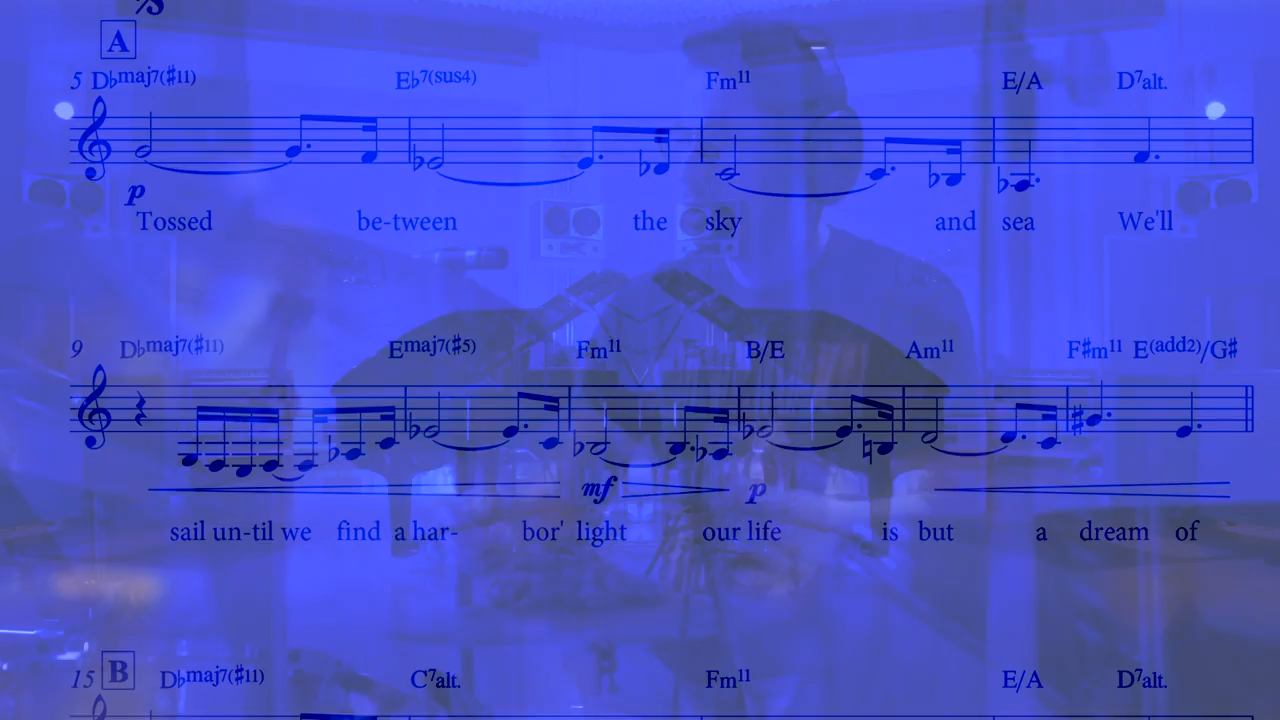 A
5 D♭maj7(♯11) E♭7(sus4) Fm11 E/A D7alt.
p
Tossed be-tween the sky and sea We'll
9 D♭maj7(♯11) Emaj7(♯5) Fm11 B/E Am11 F♯m11 E(add2)/G♯
mf p
sail un-til we find a har- bor' light our life is but a dream of
15 B D♭maj7(♯11) C7alt. Fm11 E/A D7alt.